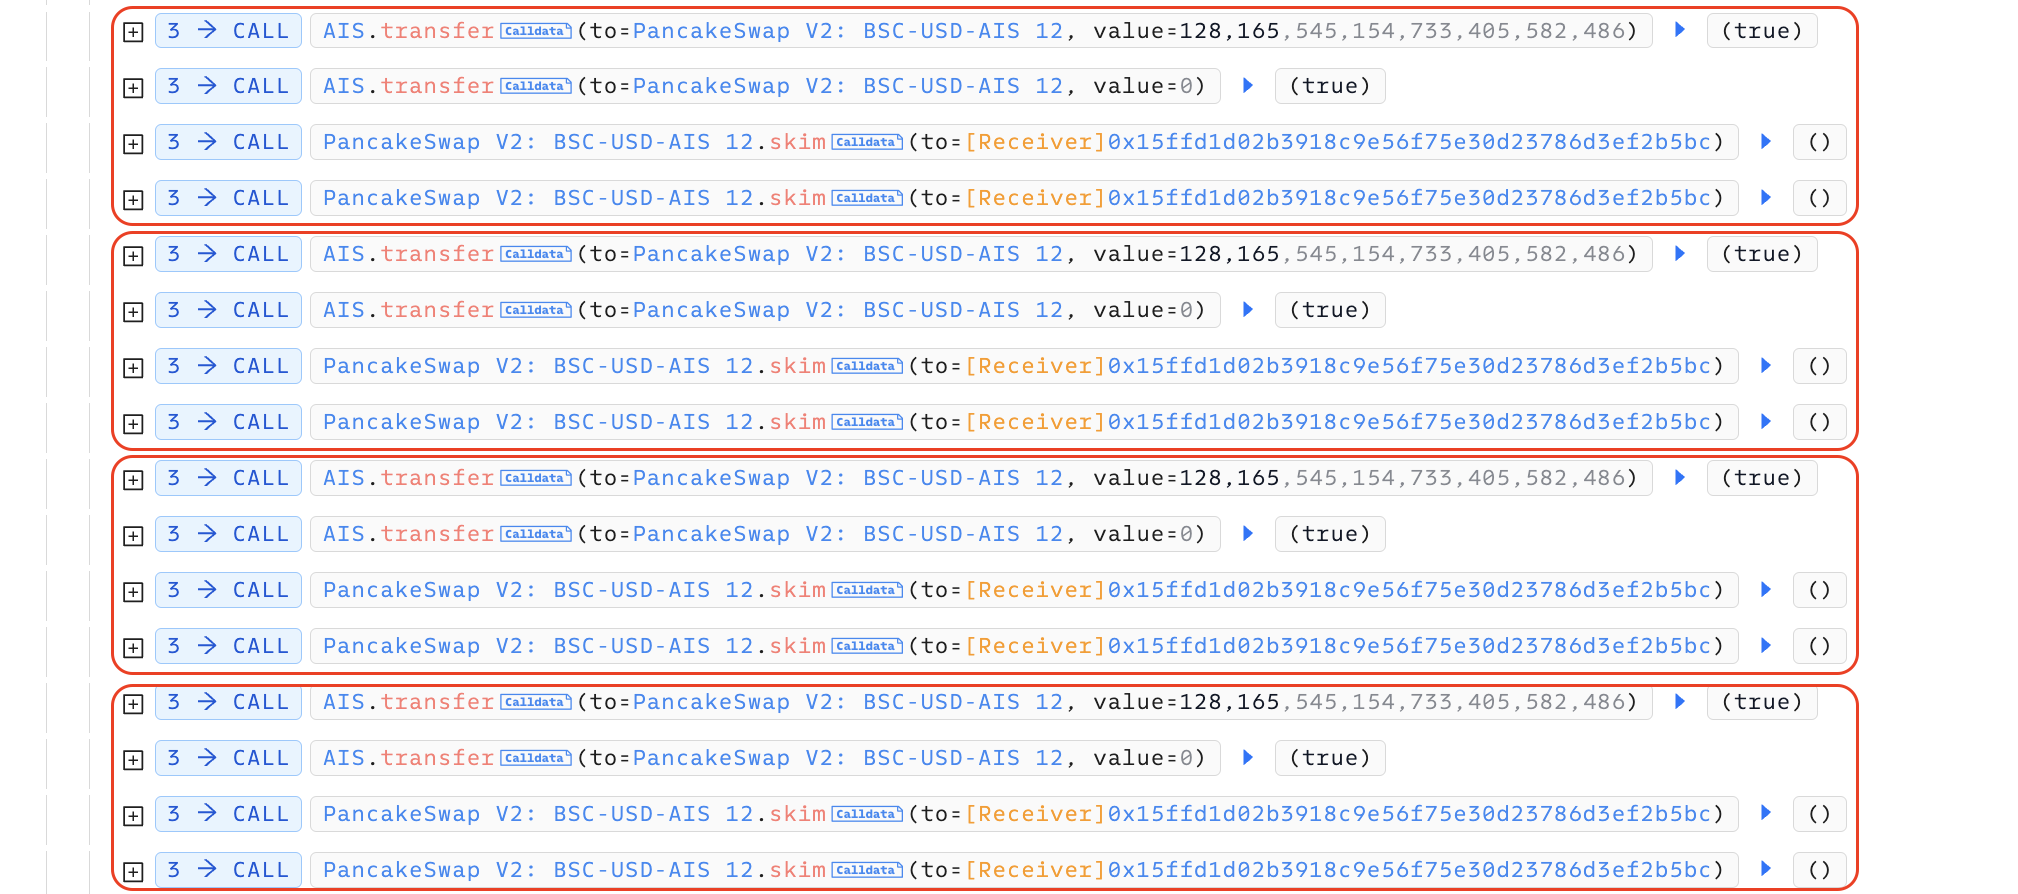 3 → CALL AIS.transfer Calldata (to=PancakeSwap V2: BSC-USD-AIS 12, value=128,165,545,154,733,405,582,486) (true)
3 → CALL AIS.transfer Calldata (to=PancakeSwap V2: BSC-USD-AIS 12, value=0) (true)
3 → CALL PancakeSwap V2: BSC-USD-AIS 12.skim Calldata (to=[Receiver]0x15ffd1d02b3918c9e56f75e30d23786d3ef2b5bc) ()
3 → CALL PancakeSwap V2: BSC-USD-AIS 12.skim Calldata (to=[Receiver]0x15ffd1d02b3918c9e56f75e30d23786d3ef2b5bc) ()
3 → CALL AIS.transfer Calldata (to=PancakeSwap V2: BSC-USD-AIS 12, value=128,165,545,154,733,405,582,486) (true)
3 → CALL AIS.transfer Calldata (to=PancakeSwap V2: BSC-USD-AIS 12, value=0) (true)
3 → CALL PancakeSwap V2: BSC-USD-AIS 12.skim Calldata (to=[Receiver]0x15ffd1d02b3918c9e56f75e30d23786d3ef2b5bc) ()
3 → CALL PancakeSwap V2: BSC-USD-AIS 12.skim Calldata (to=[Receiver]0x15ffd1d02b3918c9e56f75e30d23786d3ef2b5bc) ()
3 → CALL AIS.transfer Calldata (to=PancakeSwap V2: BSC-USD-AIS 12, value=128,165,545,154,733,405,582,486) (true)
3 → CALL AIS.transfer Calldata (to=PancakeSwap V2: BSC-USD-AIS 12, value=0) (true)
3 → CALL PancakeSwap V2: BSC-USD-AIS 12.skim Calldata (to=[Receiver]0x15ffd1d02b3918c9e56f75e30d23786d3ef2b5bc) ()
3 → CALL PancakeSwap V2: BSC-USD-AIS 12.skim Calldata (to=[Receiver]0x15ffd1d02b3918c9e56f75e30d23786d3ef2b5bc) ()
3 → CALL AIS.transfer Calldata (to=PancakeSwap V2: BSC-USD-AIS 12, value=128,165,545,154,733,405,582,486) (true)
3 → CALL AIS.transfer Calldata (to=PancakeSwap V2: BSC-USD-AIS 12, value=0) (true)
3 → CALL PancakeSwap V2: BSC-USD-AIS 12.skim Calldata (to=[Receiver]0x15ffd1d02b3918c9e56f75e30d23786d3ef2b5bc) ()
3 → CALL PancakeSwap V2: BSC-USD-AIS 12.skim Calldata (to=[Receiver]0x15ffd1d02b3918c9e56f75e30d23786d3ef2b5bc) ()